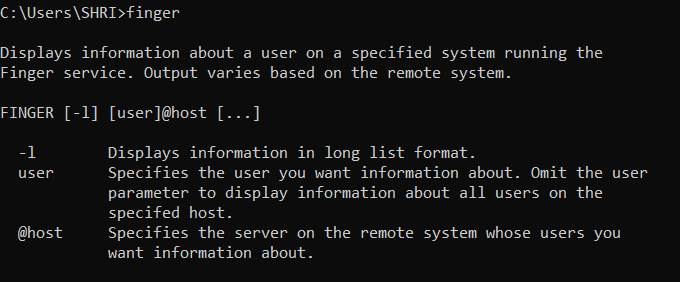 C:\Users\SHRI>finger
Displays information about a user on a specified system running the
Finger service. Output varies based on the remote system.
FINGER [-l] [user]@host [...]
-l Displays information in long list format.
user Specifies the user you want information about. Omit the user
parameter to display information about all users on the
specifed host.
@host Specifies the server on the remote system whose users you
want information about.